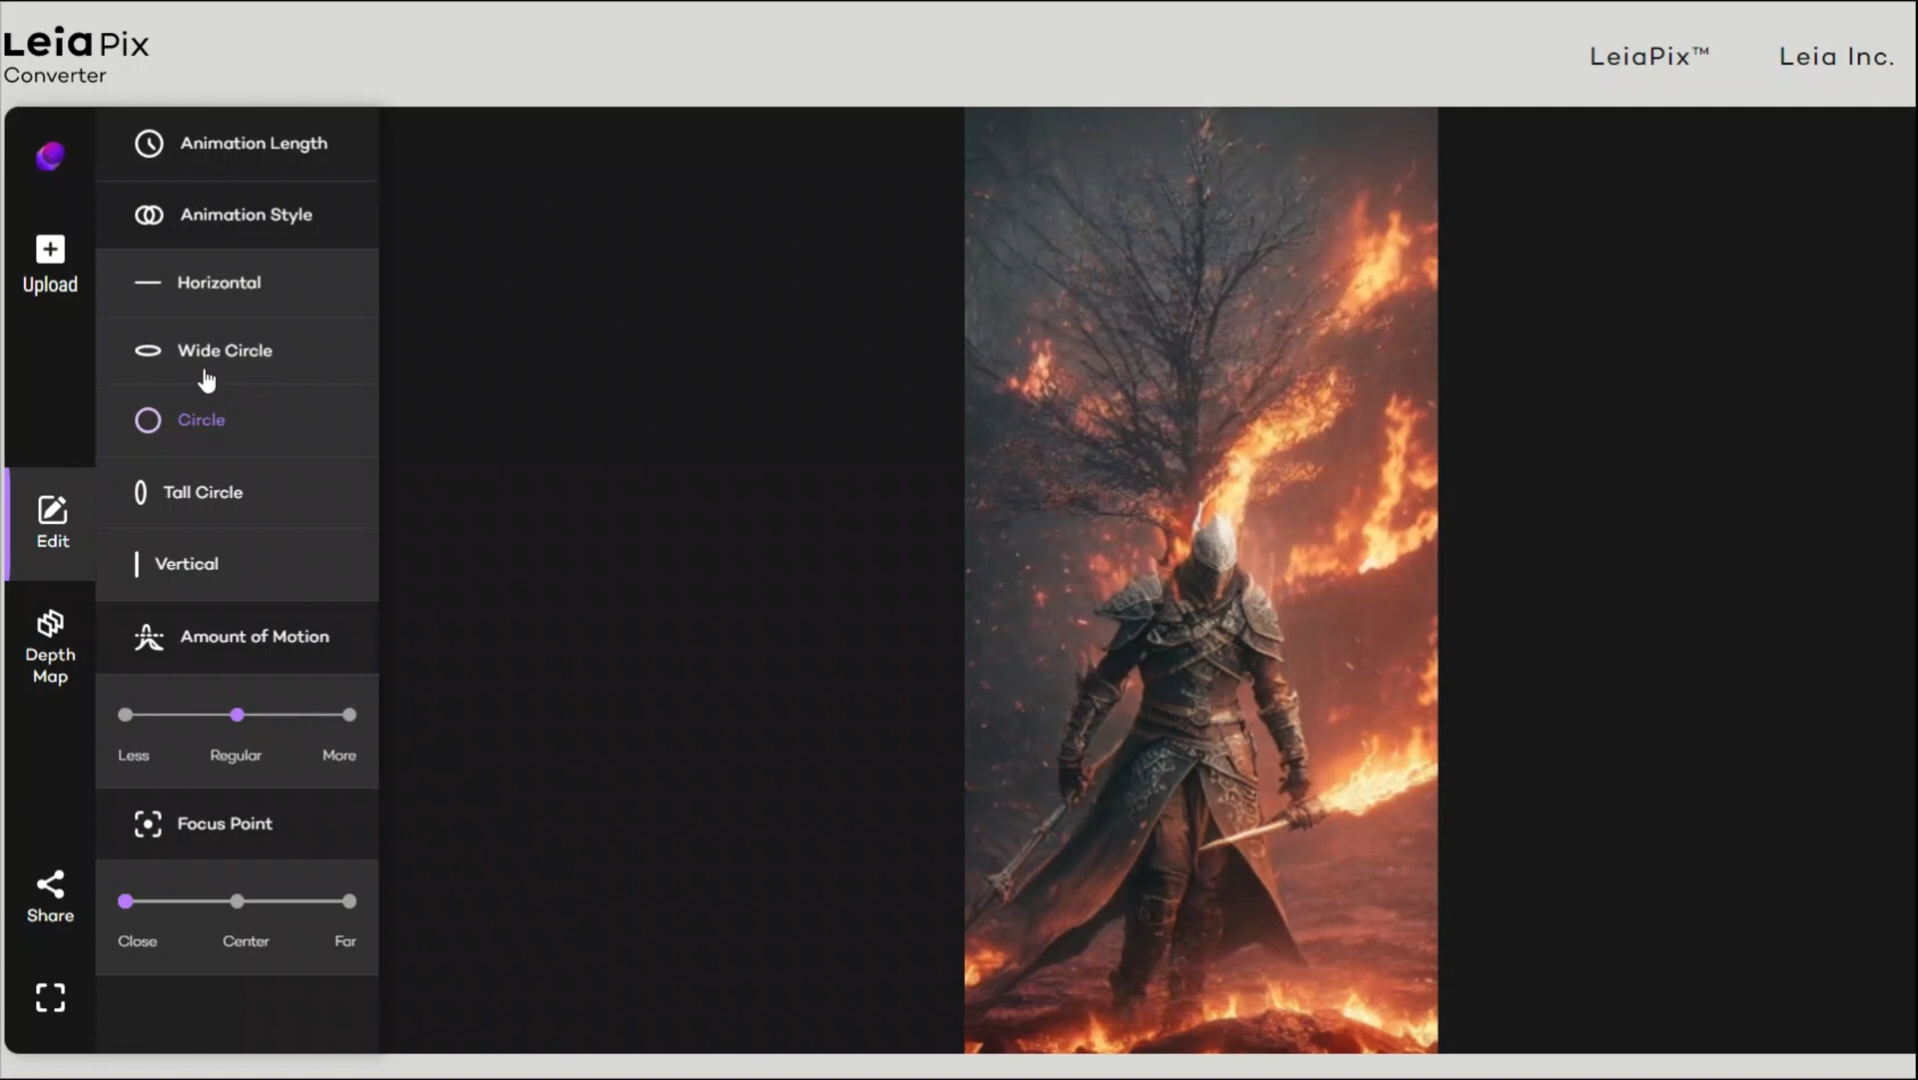 Leia Pix
Converter
LeiaPix™
Leia Inc.
Upload
Edit
Depth
Map
Share
Animation Length
Animation Style
Horizontal
Wide Circle
Circle
Tall Circle
Vertical
Amount of Motion
Less Regular More
Focus Point
Close Center Far